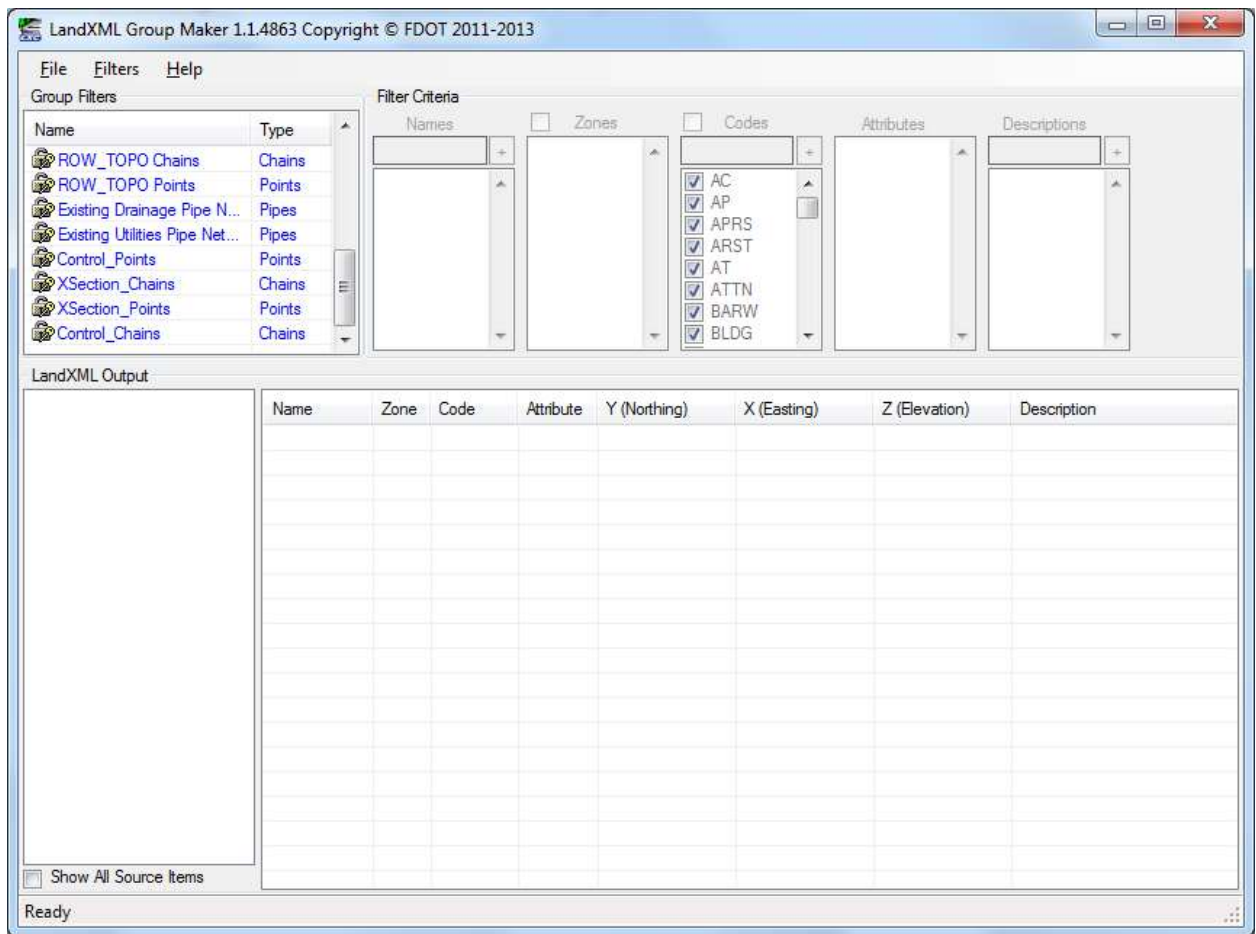 LandXML Group Maker 1.1.4863 Copyright © FDOT 2011-2013
File Filters Help
Group Filters
Filter Criteria
Name Type
ROW_TOPO Chains Chains
ROW_TOPO Points Points
Existing Drainage Pipe N... Pipes
Existing Utilities Pipe Net... Pipes
Control_Points Points
XSection_Chains Chains
XSection_Points Points
Control_Chains Chains
Names
+
Zones
Codes
+
AC
AP
APRS
ARST
AT
ATTN
BARW
BLDG
Attributes
Descriptions
+
LandXML Output
Name Zone Code Attribute Y (Northing) X (Easting) Z (Elevation) Description
Show All Source Items
Ready